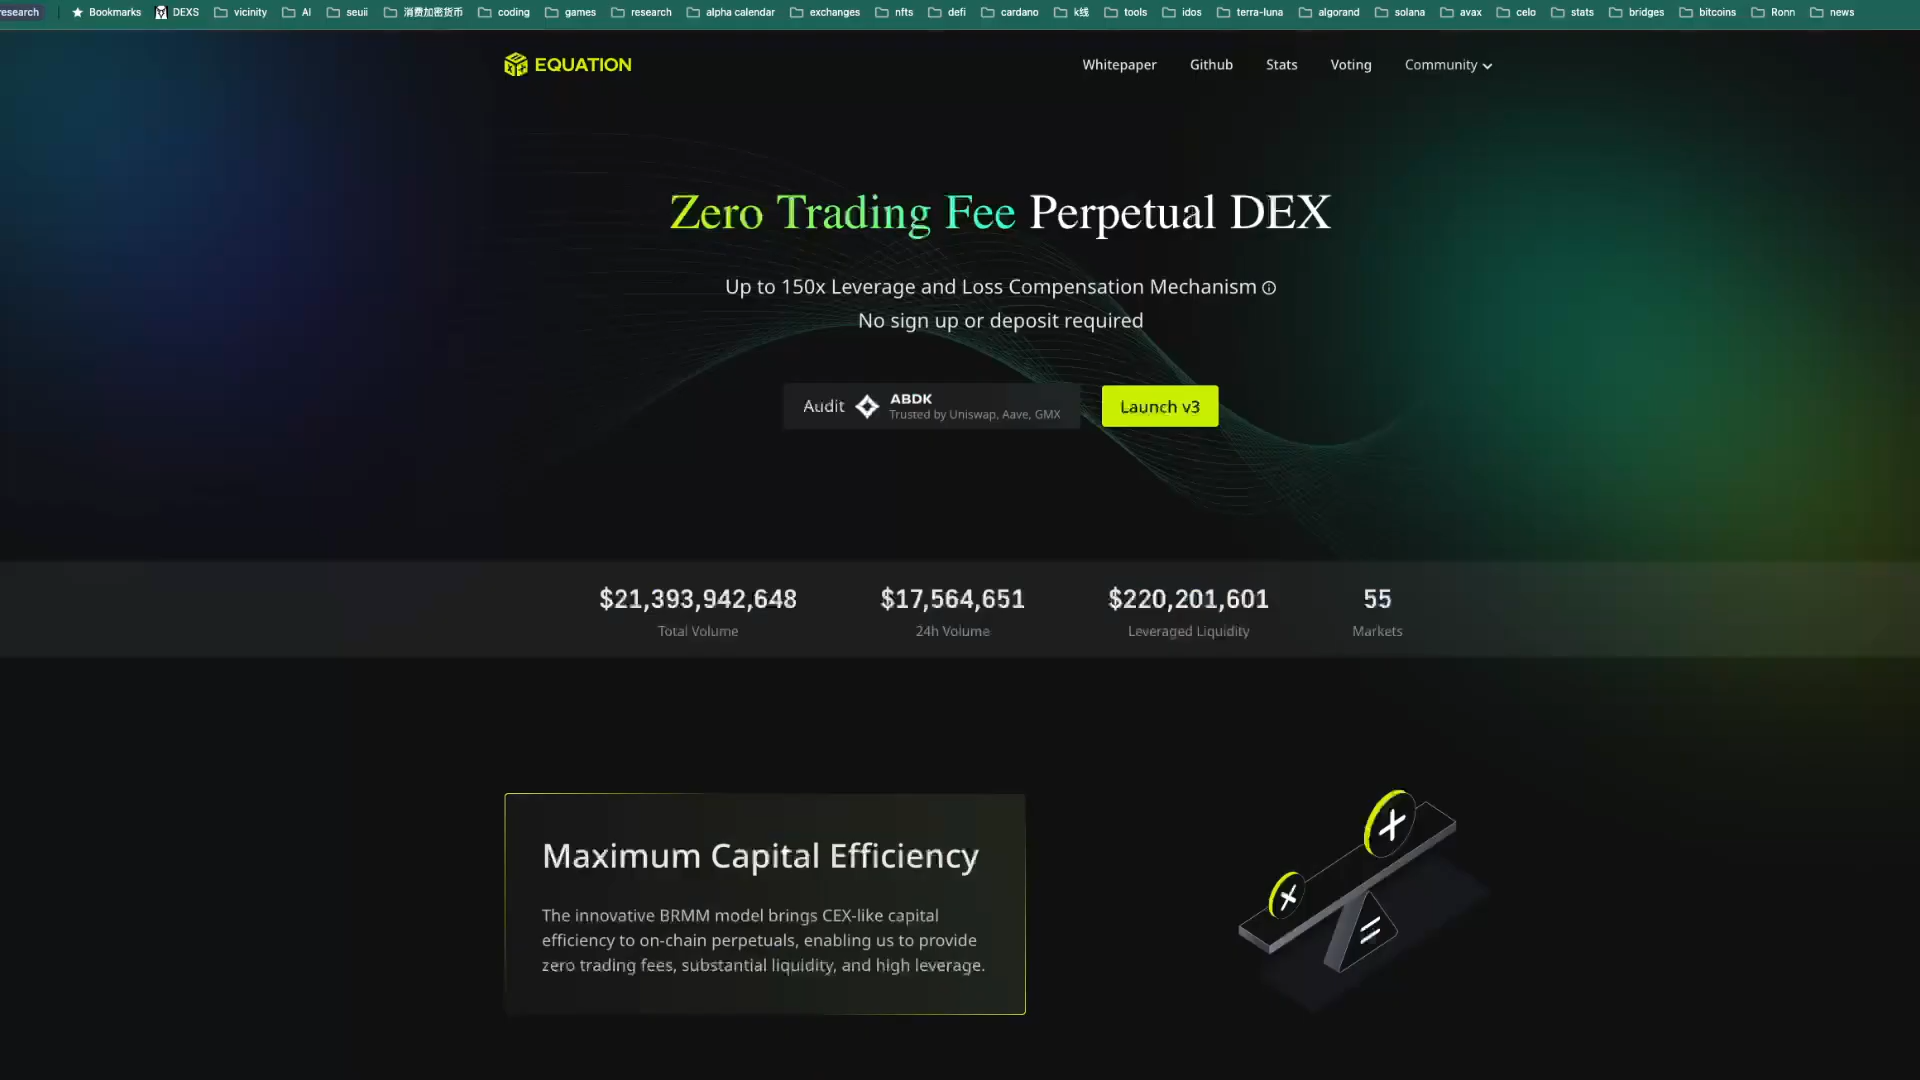 research Bookmarks DEXS vicinity AI seuii 消费加密货币 coding games research alpha calendar exchanges nfts defi cardano k线 tools idos terra-luna algorand solana avax celo stats bridges bitcoins Ronn news
EQUATION Whitepaper Github Stats Voting Community
Zero Trading Fee Perpetual DEX
Up to 150x Leverage and Loss Compensation Mechanism
No sign up or deposit required
Audit ABDK Launch v3
Trusted by Uniswap, Aave, GMX
$21,393,942,648 $17,564,651 $220,201,601 55
Total Volume 24h Volume Leveraged Liquidity Markets
Maximum Capital Efficiency
The innovative BRMM model brings CEX-like capital
efficiency to on-chain perpetuals, enabling us to provide
zero trading fees, substantial liquidity, and high leverage.